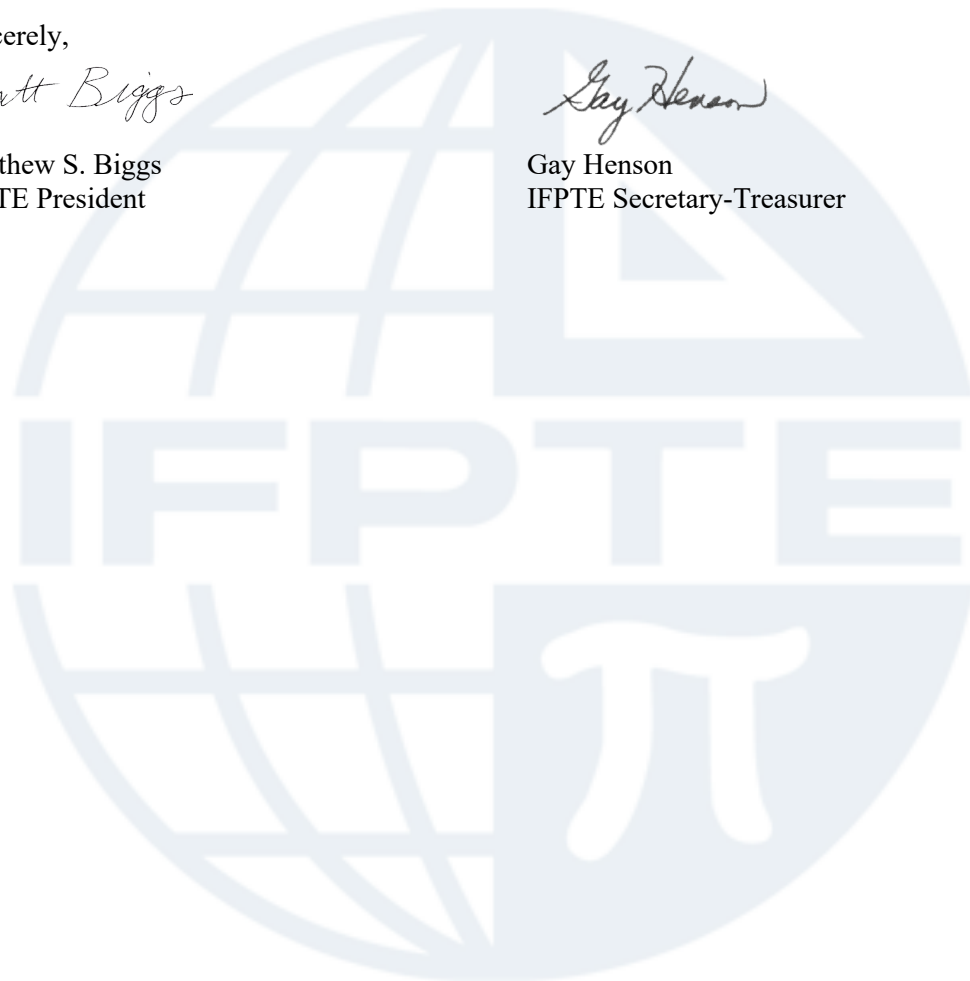 cerely,
tt Biggs
Gay Henson
thew S. Biggs
TE President
Gay Henson
IFPTE Secretary-Treasurer
IFPTE
π